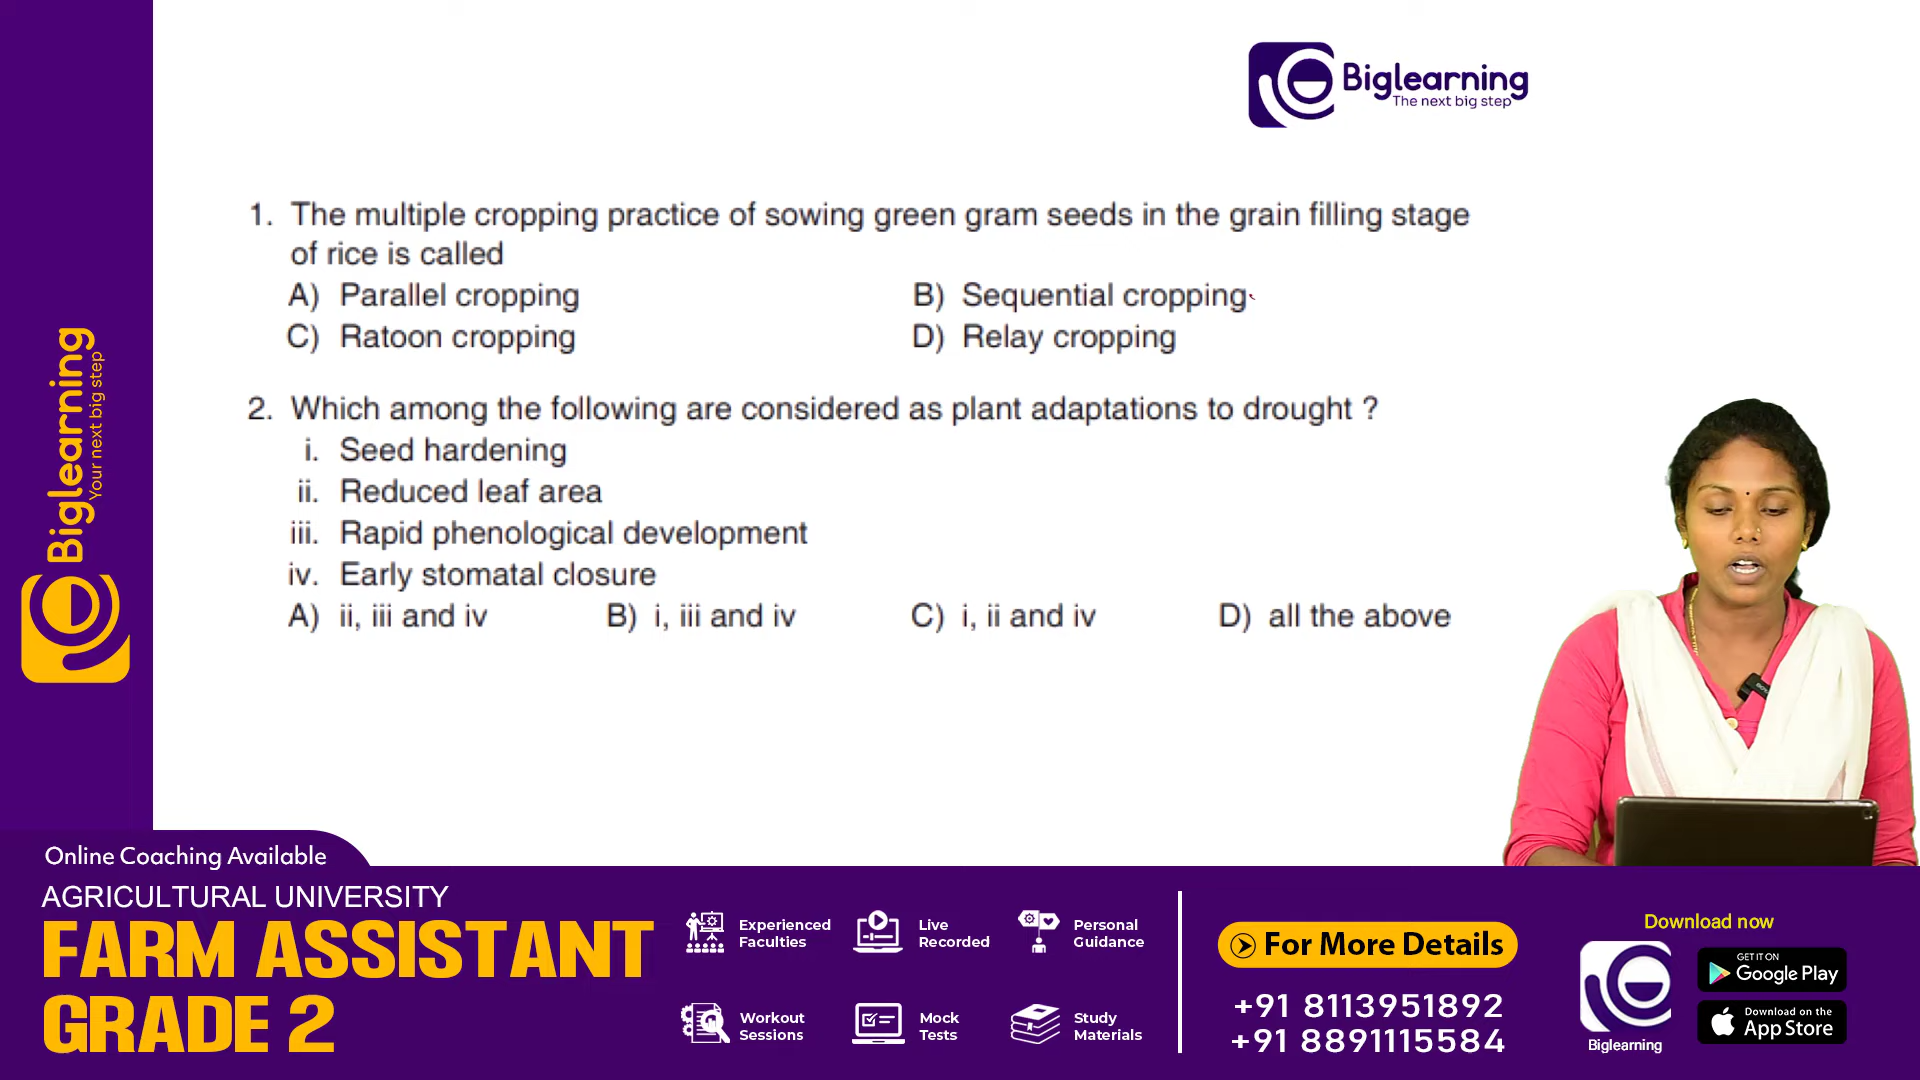 Biglearning
The next big step
1. The multiple cropping practice of sowing green gram seeds in the grain filling stage
of rice is called
A) Parallel cropping B) Sequential cropping
C) Ratoon cropping D) Relay cropping
2. Which among the following are considered as plant adaptations to drought ?
i. Seed hardening
ii. Reduced leaf area
iii. Rapid phenological development
iv. Early stomatal closure
A) ii, iii and iv B) i, iii and iv C) i, ii and iv D) all the above
Biglearning
Your next big step
Online Coaching Available
AGRICULTURAL UNIVERSITY
FARM ASSISTANT
GRADE 2
Experienced
Faculties
Live
Recorded
Personal
Guidance
Workout
Sessions
Mock
Tests
Study
Materials
For More Details
+91 8113951892
+91 8891115584
Download now
Biglearning
GET IT ON
Google Play
Download on the
App Store